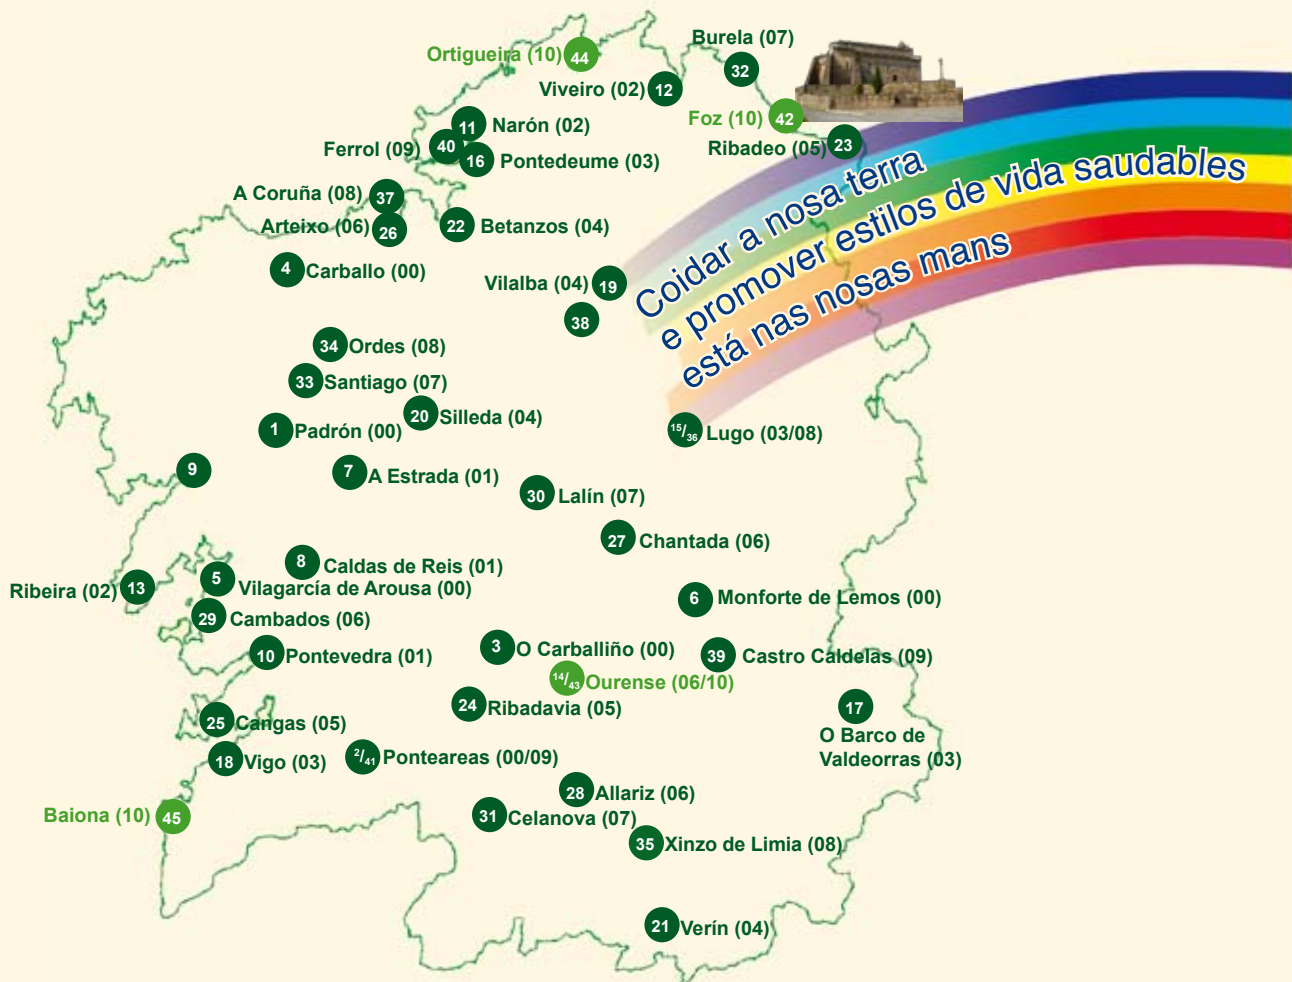 Burela (07)
32
Ortigueira (10) 44
Viveiro (02) 12
Foz (10) 42
11 Narón (02)
Ferrol (09) 40
Ribadeo (05) 23
16 Pontedeume (03)
A Coruña (08) 37
Arteixo (06) 26
22 Betanzos (04)
4 Carballo (00)
Vilalba (04) 19
38
Coidar a nosa terra
e promover estilos de vida saudables
está nas nosas mans
34 Ordes (08)
33 Santiago (07)
20 Silleda (04)
1 Padrón (00)
15/36 Lugo (03/08)
9
7 A Estrada (01)
30 Lalín (07)
27 Chantada (06)
8 Caldas de Reis (01)
Ribeira (02) 13
5 Vilagarcía de Arousa (00)
6 Monforte de Lemos (00)
29 Cambados (06)
10 Pontevedra (01)
3 O Carballiño (00)
39 Castro Caldelas (09)
14/43 Ourense (06/10)
24 Ribadavia (05)
17
O Barco de
Valdeorras (03)
25 Cangas (05)
18 Vigo (03)
2/41 Ponteareas (00/09)
28 Allariz (06)
Baiona (10) 45
31 Celanova (07)
35 Xinzo de Limia (08)
21 Verín (04)